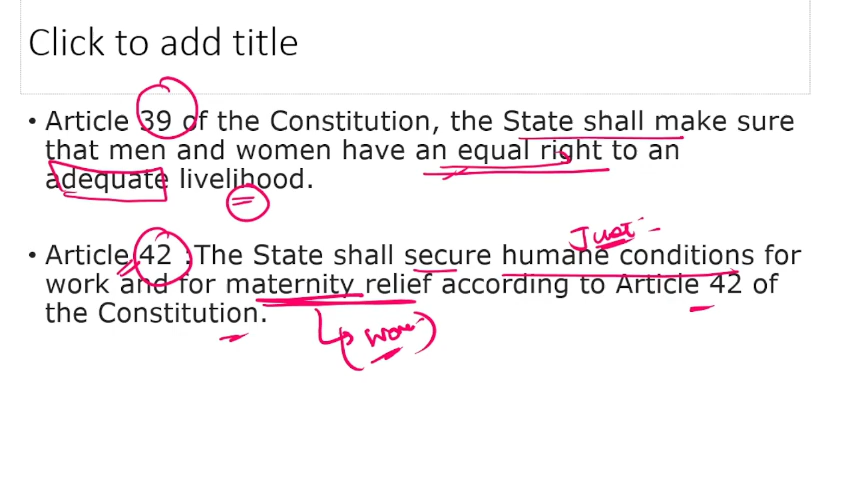 Click to add title
• Article 39 of the Constitution, the State shall make sure
that men and women have an equal right to an
adequate livelihood.
Just
• Article 42 : The State shall secure humane conditions for
work and for maternity relief according to Article 42 of
the Constitution.